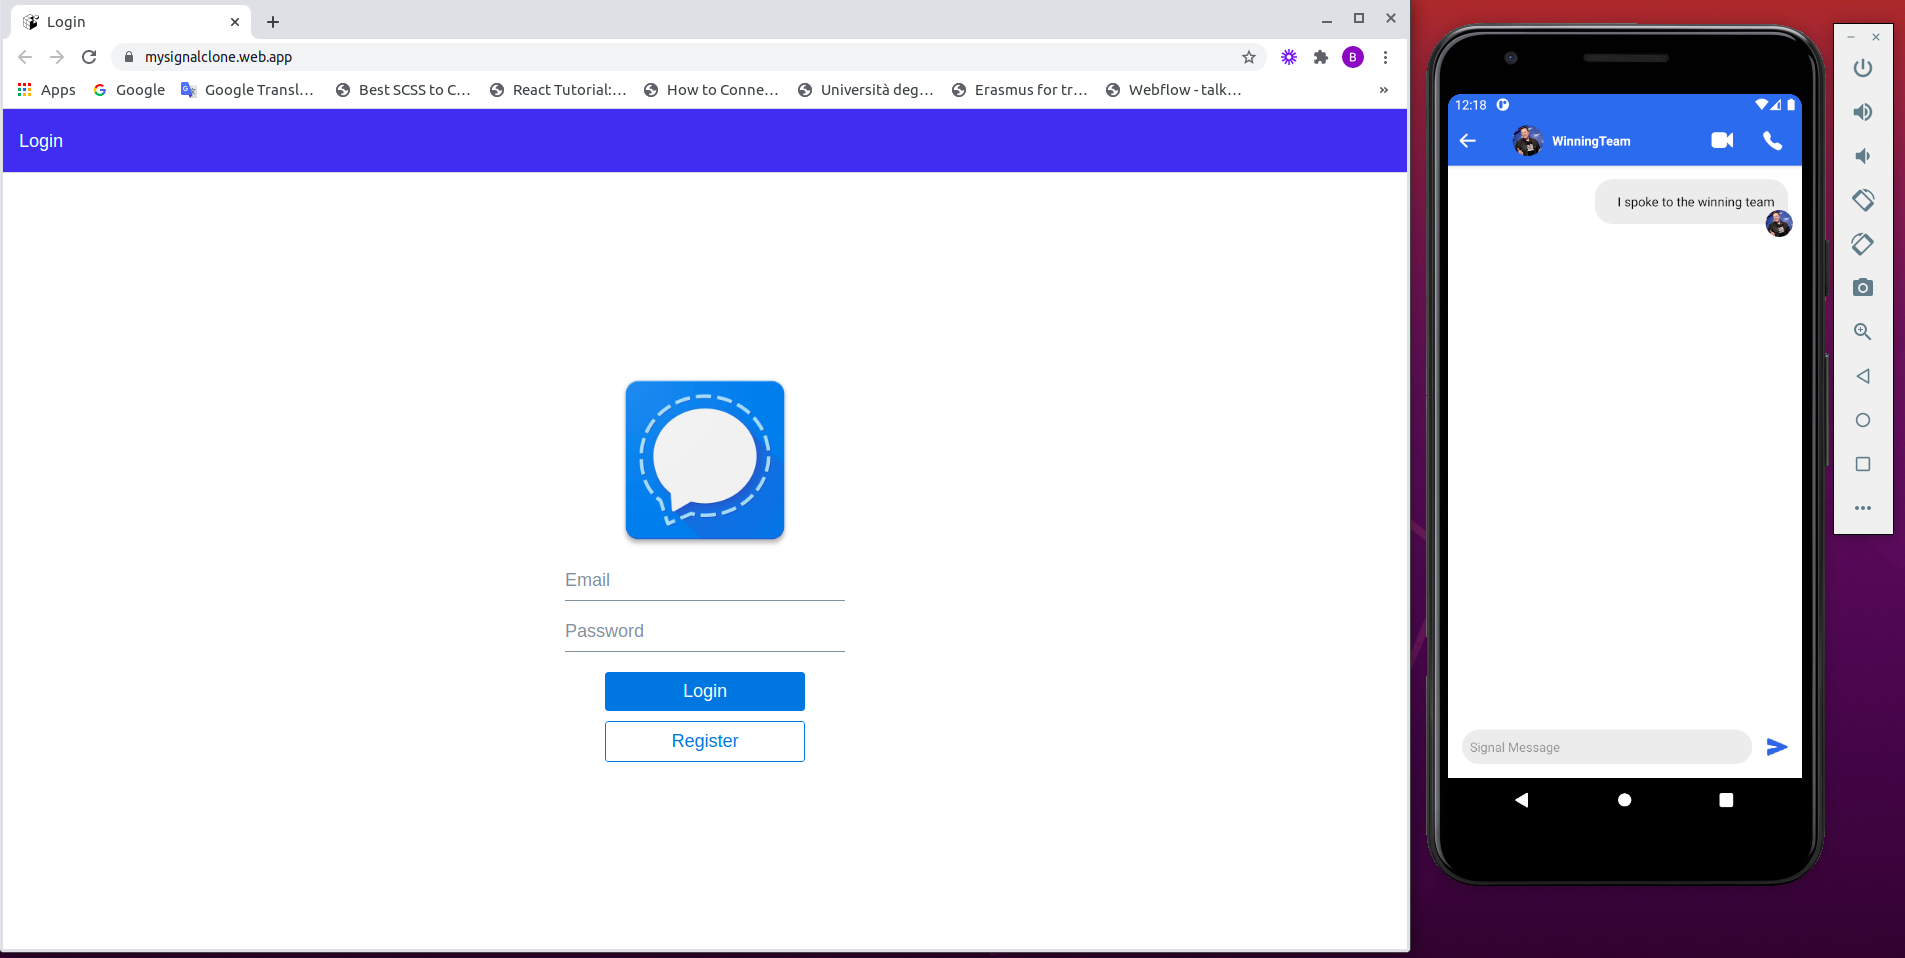 Login
mysignalclone.web.app
B
Apps
Google
Google Transl...
Best SCSS to C...
React Tutorial:...
How to Conne...
Università deg...
Erasmus for tr...
Webflow - talk...
»
Login
Email
Password
Login
Register
12:18
WinningTeam
I spoke to the winning team
Signal Message